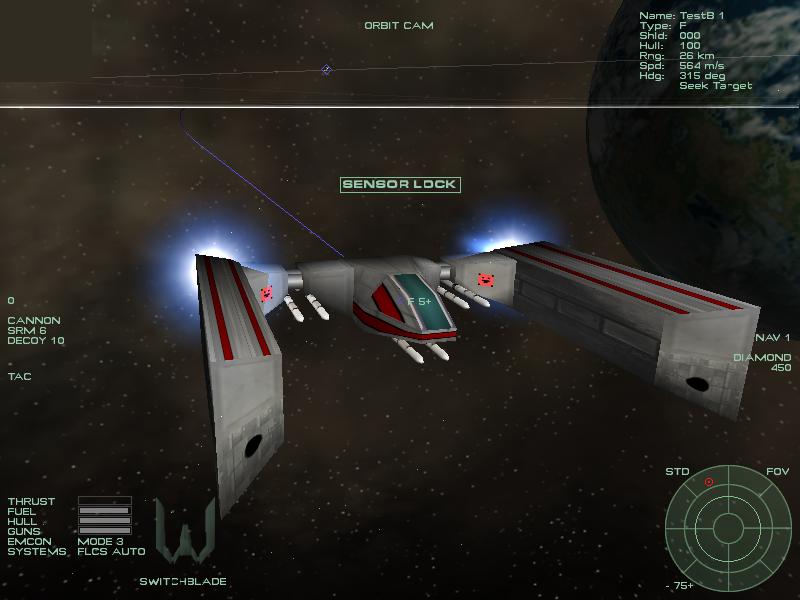 ORBIT CAM
Name: TestB 1
Type: F
Shld: 000
Hull: 100
Rng: 26 km
Spd: 564 m/s
Hdg: 315 deg
Seek Target
SENSOR LOCK
F 5+
0
CANNON
SRM 6
DECOY 10
TAC
NAV 1
DIAMOND
450
STD
FOV
- 75+
THRUST
FUEL
HULL
GUNS
EMCON MODE 3
SYSTEMS FLCS AUTO
SWITCHBLADE